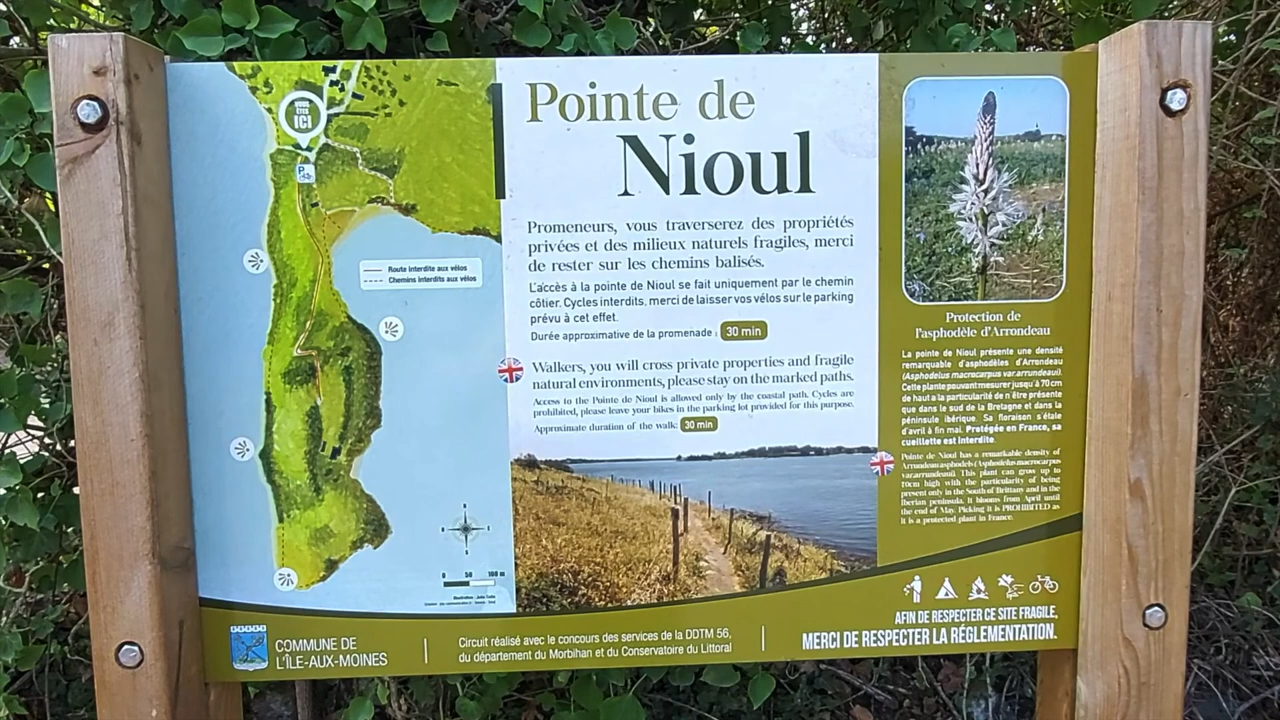 VOUS
ÊTES
ICI
P
Route interdite aux vélos
Chemins interdits aux vélos
0 50 100 m
Pointe de
Nioul
Promeneurs, vous traverserez des propriétés
privées et des milieux naturels fragiles, merci
de rester sur les chemins balisés.
L'accès à la pointe de Nioul se fait uniquement par le chemin
côtier. Cycles interdits, merci de laisser vos vélos sur le parking
prévu à cet effet.
Durée approximative de la promenade : 30 min
Walkers, you will cross private properties and fragile
natural environments, please stay on the marked paths.
Access to the Pointe de Nioul is allowed only by the coastal path. Cycles are
prohibited, please leave your bikes in the parking lot provided for this purpose.
Approximate duration of the walk: 30 min
Protection de
l'asphodèle d'Arrondeau
La pointe de Nioul présente une densité
remarquable d'asphodèles d'Arrondeau
(Asphodelus macrocarpus var.arrundeaui).
Cette plante pouvant mesurer jusqu'à 70cm
de haut a la particularité de n être présente
que dans le sud de la Bretagne et dans la
péninsule ibérique. Sa floraison s'étale
d'avril à fin mai. Protégée en France, sa
cueillette est interdite.
Pointe de Nioul has a remarkable density of
Arrondeau asphodels (Asphodelus macrocarpus
var.arrundeaui). This plant can grow up to
70cm high with the particularity of being
present only in the South of Brittany and in the
Iberian peninsula. It blooms from April until
the end of May. Picking it is PROHIBITED as
it is a protected plant in France.
COMMUNE DE
L'ÎLE-AUX-MOINES
Circuit réalisé avec le concours des services de la DDTM 56,
du département du Morbihan et du Conservatoire du Littoral
AFIN DE RESPECTER CE SITE FRAGILE,
MERCI DE RESPECTER LA RÉGLEMENTATION.